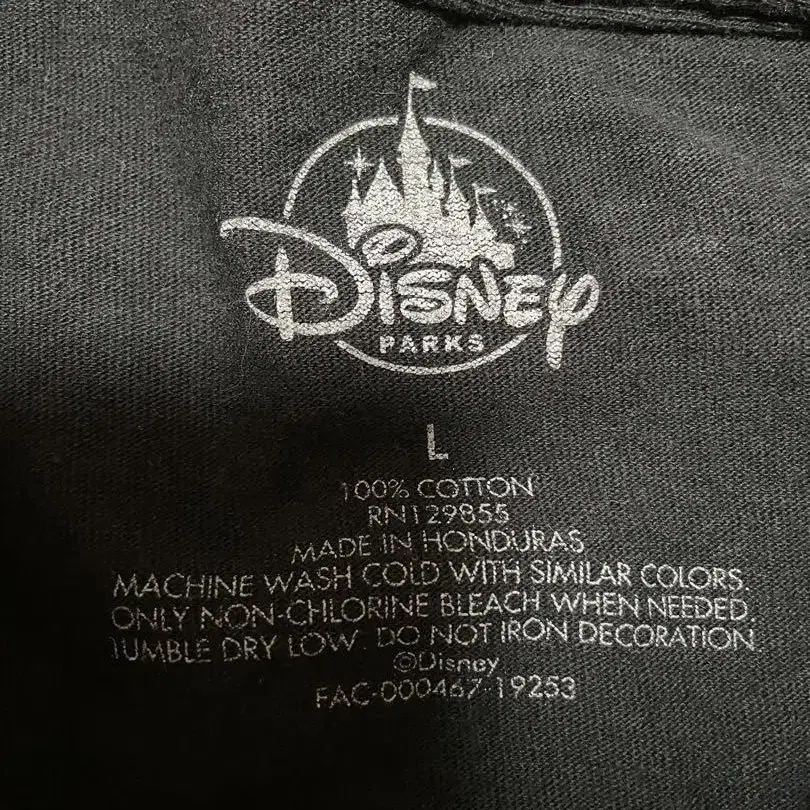 Disney
PARKS
L
100% COTTON
RN129855
MADE IN HONDURAS
MACHINE WASH COLD WITH SIMILAR COLORS.
ONLY NON-CHLORINE BLEACH WHEN NEEDED.
TUMBLE DRY LOW. DO NOT IRON DECORATION.
©Disney
FAC-000467-19253